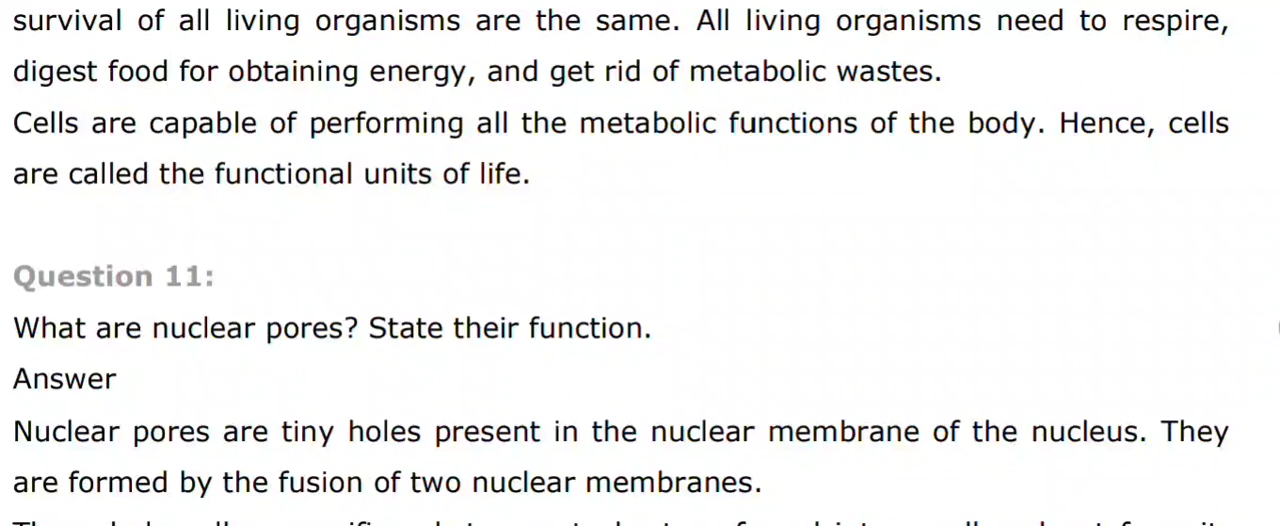 survival of all living organisms are the same. All living organisms need to respire,
digest food for obtaining energy, and get rid of metabolic wastes.
Cells are capable of performing all the metabolic functions of the body. Hence, cells
are called the functional units of life.
Question 11:
What are nuclear pores? State their function.
Answer
Nuclear pores are tiny holes present in the nuclear membrane of the nucleus. They
are formed by the fusion of two nuclear membranes.